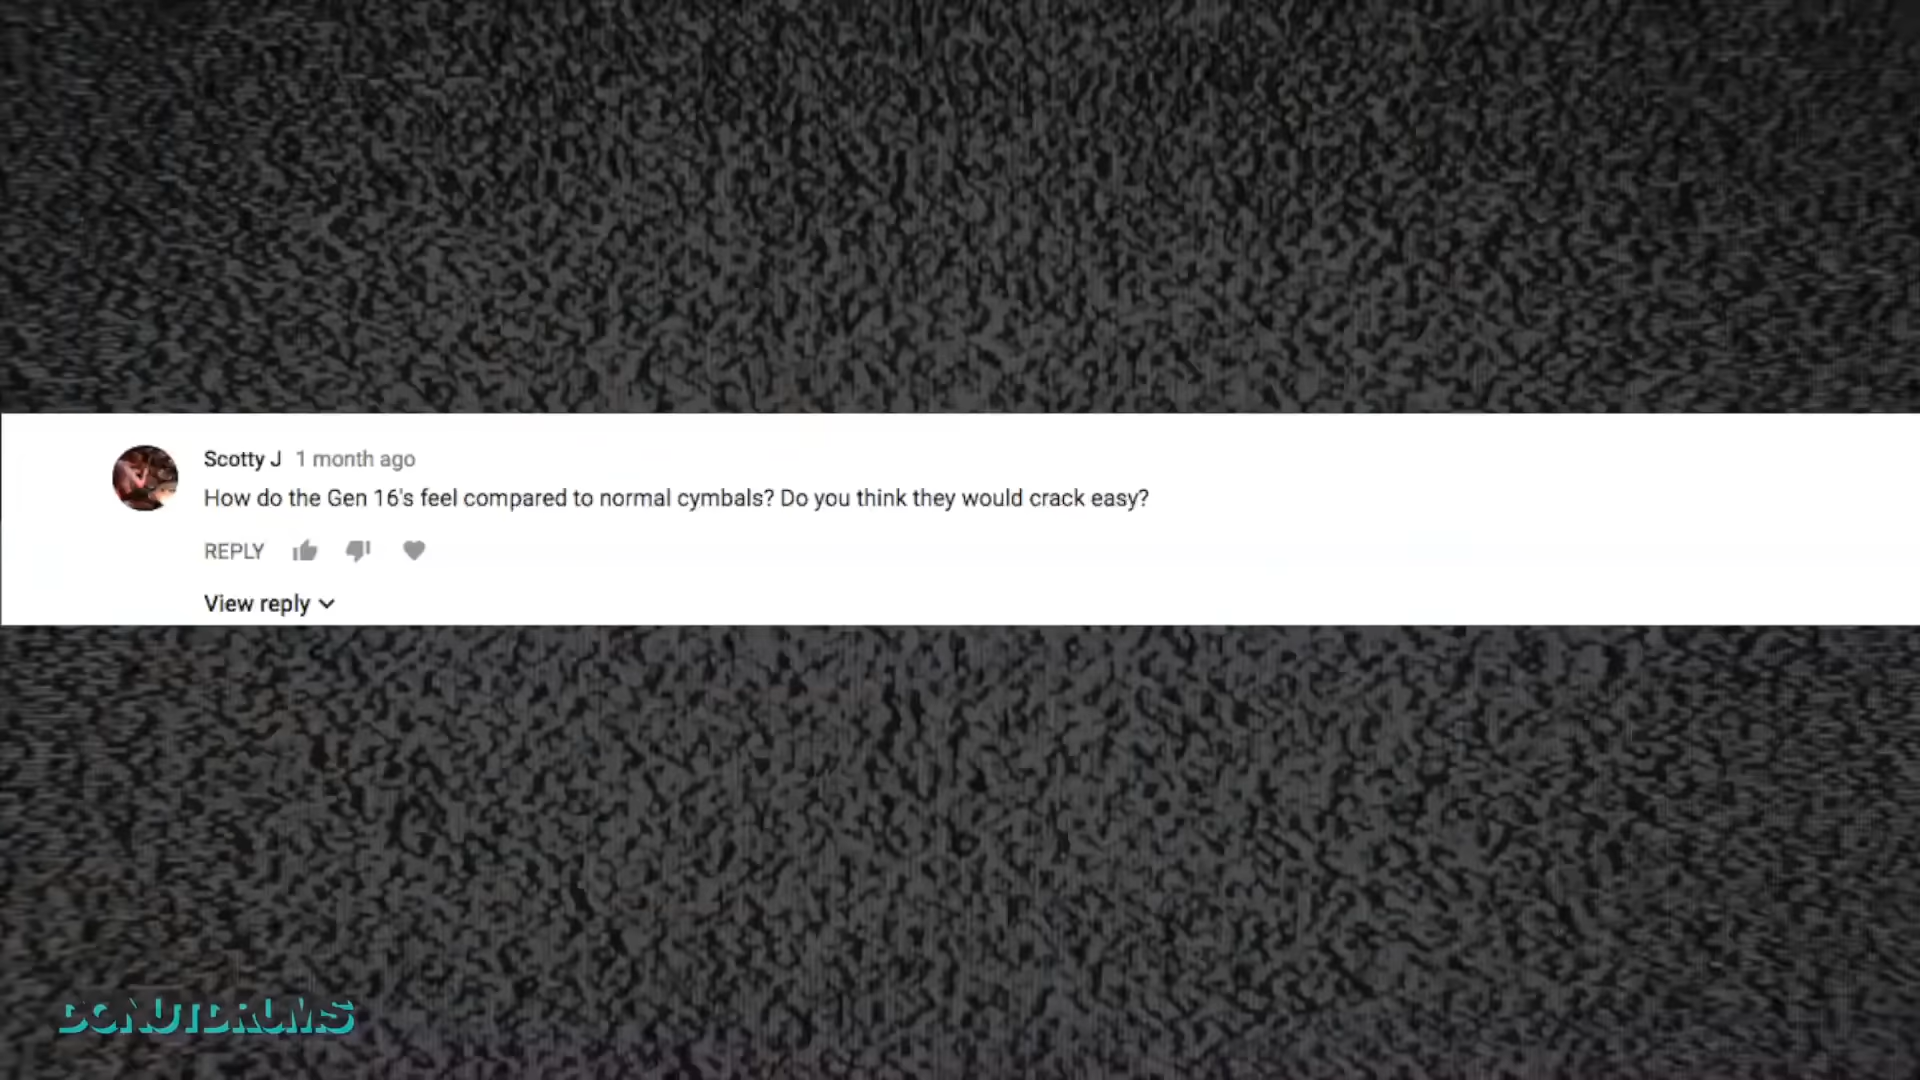 Scotty J 1 month ago
How do the Gen 16's feel compared to normal cymbals? Do you think they would crack easy?
REPLY
View reply
DONUTDRUMS